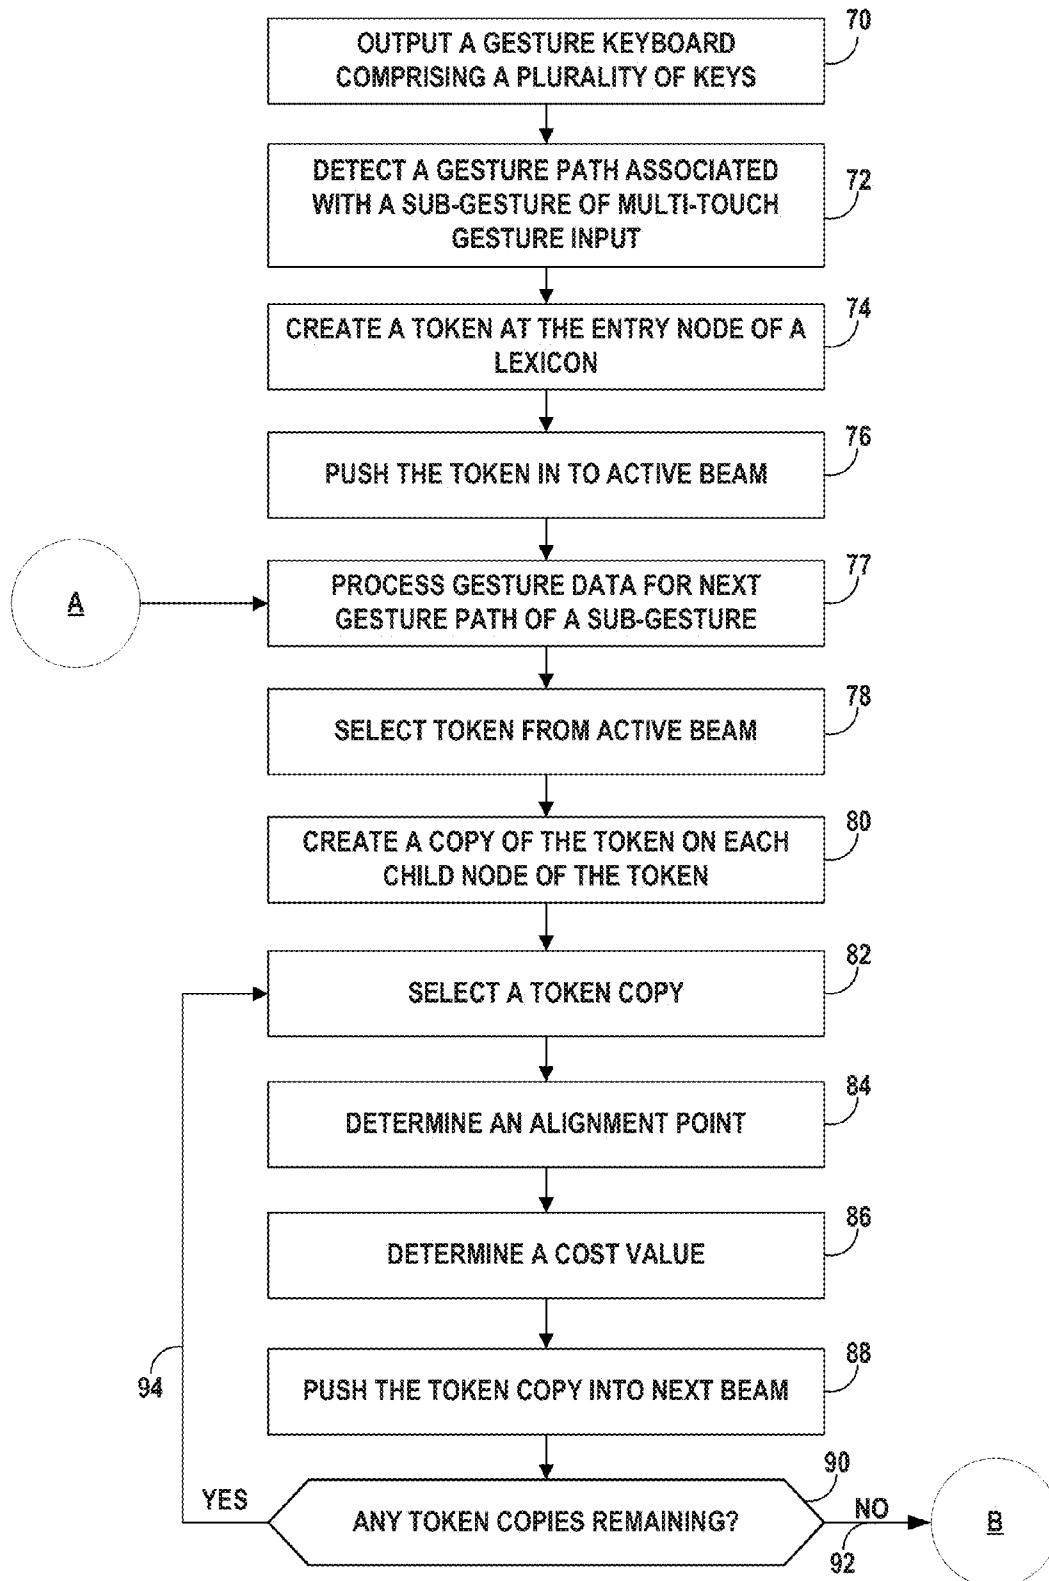 OUTPUT A GESTURE KEYBOARD
COMPRISING A PLURALITY OF KEYS
70
DETECT A GESTURE PATH ASSOCIATED
WITH A SUB-GESTURE OF MULTI-TOUCH
GESTURE INPUT
72
CREATE A TOKEN AT THE ENTRY NODE OF A
LEXICON
74
PUSH THE TOKEN IN TO ACTIVE BEAM
76
A
PROCESS GESTURE DATA FOR NEXT
GESTURE PATH OF A SUB-GESTURE
77
SELECT TOKEN FROM ACTIVE BEAM
78
CREATE A COPY OF THE TOKEN ON EACH
CHILD NODE OF THE TOKEN
80
SELECT A TOKEN COPY
82
DETERMINE AN ALIGNMENT POINT
84
DETERMINE A COST VALUE
86
PUSH THE TOKEN COPY INTO NEXT BEAM
88
94
ANY TOKEN COPIES REMAINING?
90
YES
NO
92
B